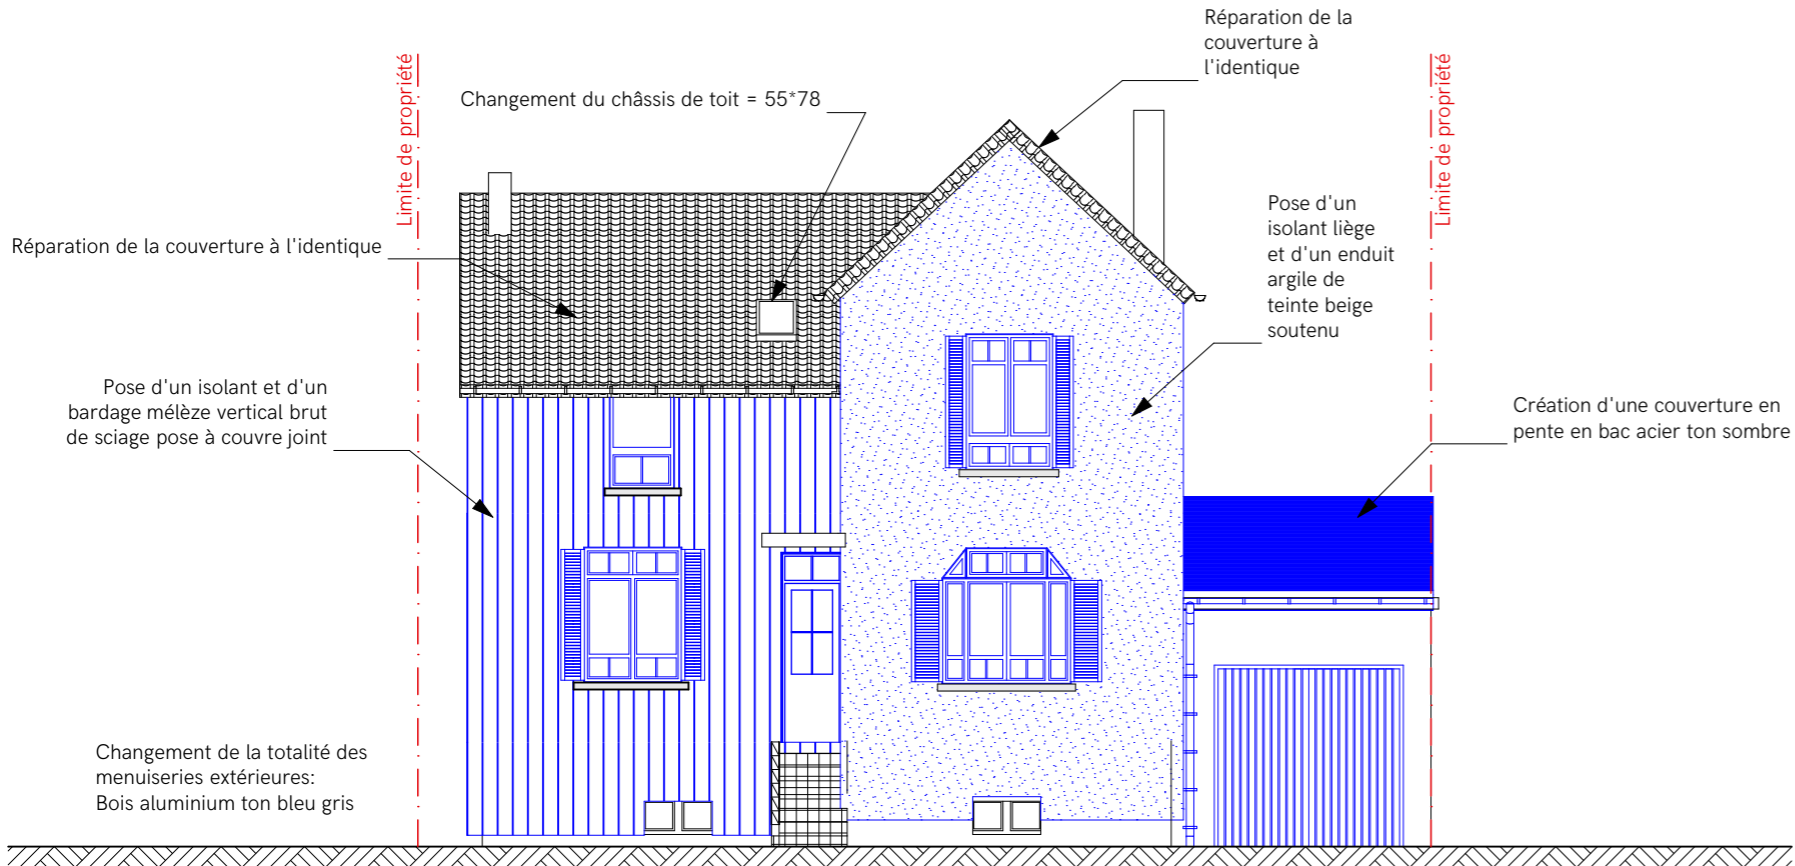 Réparation de la
couverture à
l'identique
Limite de propriété
Changement du châssis de toit = 55*78
Limite de propriété
Réparation de la couverture à l'identique
Pose d'un
isolant liège
et d'un enduit
argile de
teinte beige
soutenu
Pose d'un isolant et d'un
bardage mélèze vertical brut
de sciage pose à couvre joint
Création d'une couverture en
pente en bac acier ton sombre
Changement de la totalité des
menuiseries extérieures:
Bois aluminium ton bleu gris